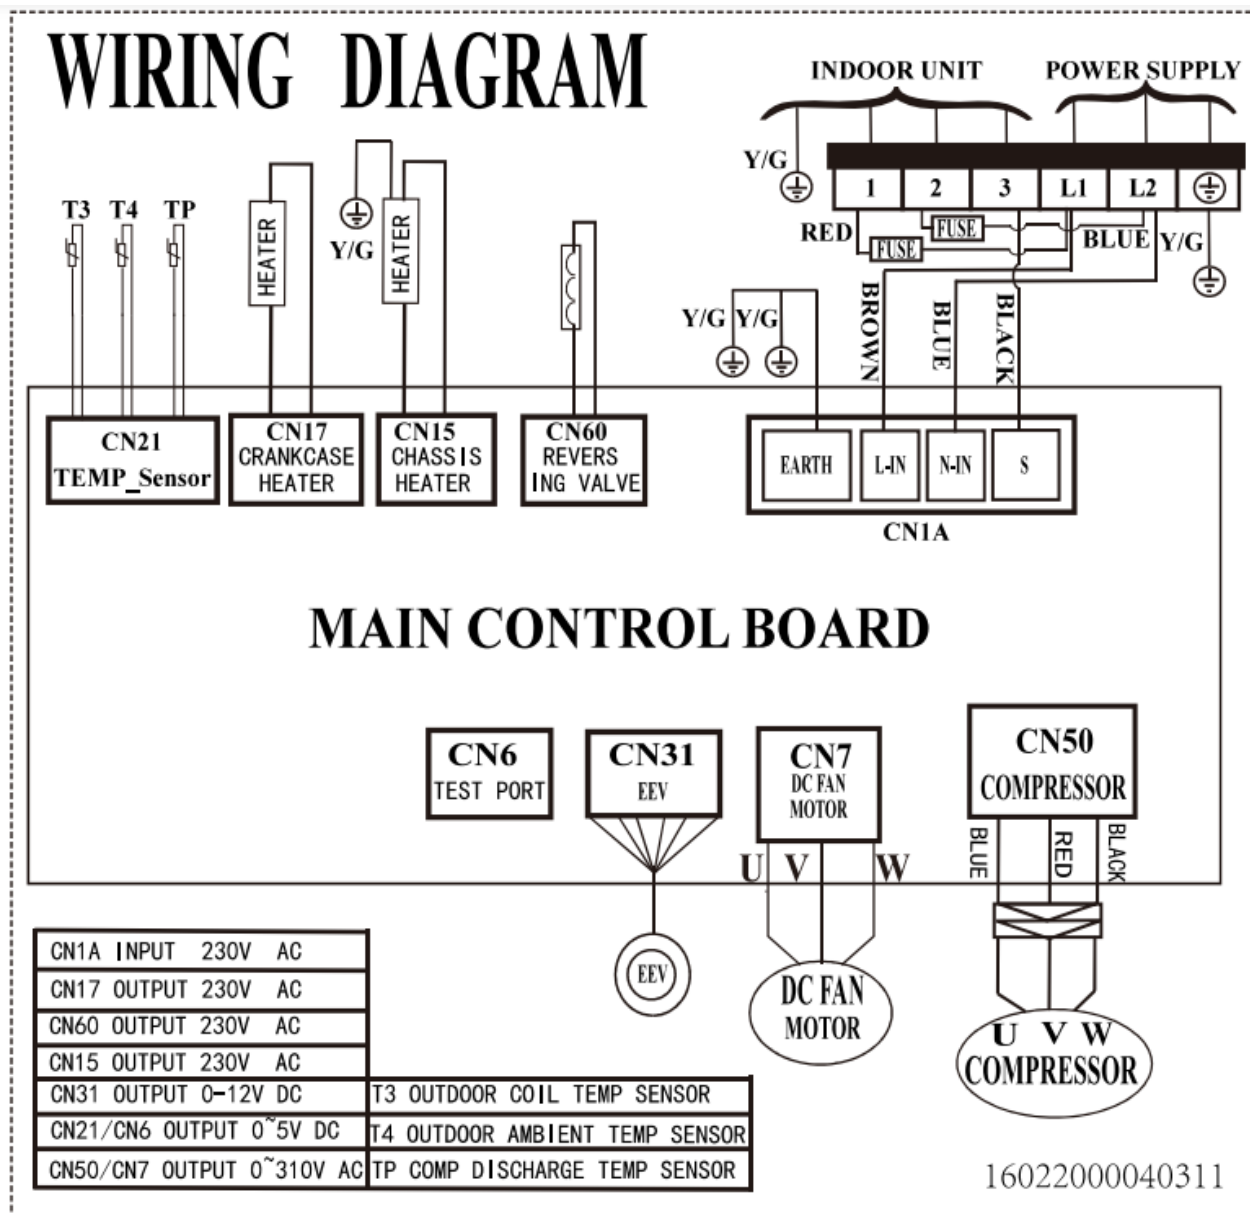 WIRING DIAGRAM
INDOOR UNIT
POWER SUPPLY
Y/G
1 2 3 L1 L2
RED
FUSE
FUSE
BLUE
Y/G
T3 T4 TP
HEATER
Y/G
HEATER
Y/G Y/G
BROWN
BLUE
BLACK
CN21
TEMP_Sensor
CN17
CRANKCASE
HEATER
CN15
CHASSIS
HEATER
CN60
REVERS
ING VALVE
EARTH
L-IN
N-IN
S
CN1A
MAIN CONTROL BOARD
CN6
TEST PORT
CN31
EEV
CN7
DC FAN
MOTOR
CN50
COMPRESSOR
U V W
BLUE
RED
BLACK
EEV
DC FAN
MOTOR
U V W
COMPRESSOR
CN1A INPUT 230V AC
CN17 OUTPUT 230V AC
CN60 OUTPUT 230V AC
CN15 OUTPUT 230V AC
CN31 OUTPUT 0-12V DC
T3 OUTDOOR COIL TEMP SENSOR
CN21/CN6 OUTPUT 0~5V DC
T4 OUTDOOR AMBIENT TEMP SENSOR
CN50/CN7 OUTPUT 0~310V AC
TP COMP DISCHARGE TEMP SENSOR
16022000040311